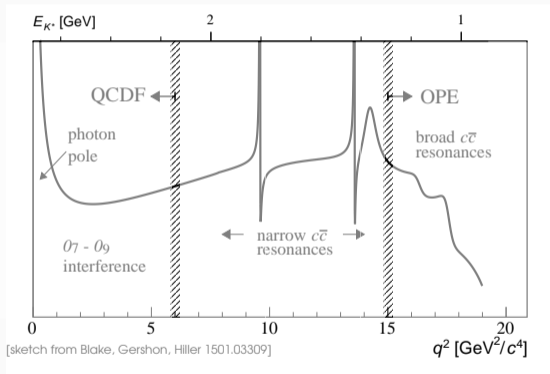 E_K* [GeV]
2
1
QCDF
OPE
photon
pole
broad cc̅
resonances
narrow cc̅
resonances
O7 - O9
interference
0
5
10
15
20
q² [GeV²/c⁴]
[sketch from Blake, Gershon, Hiller 1501.03309]